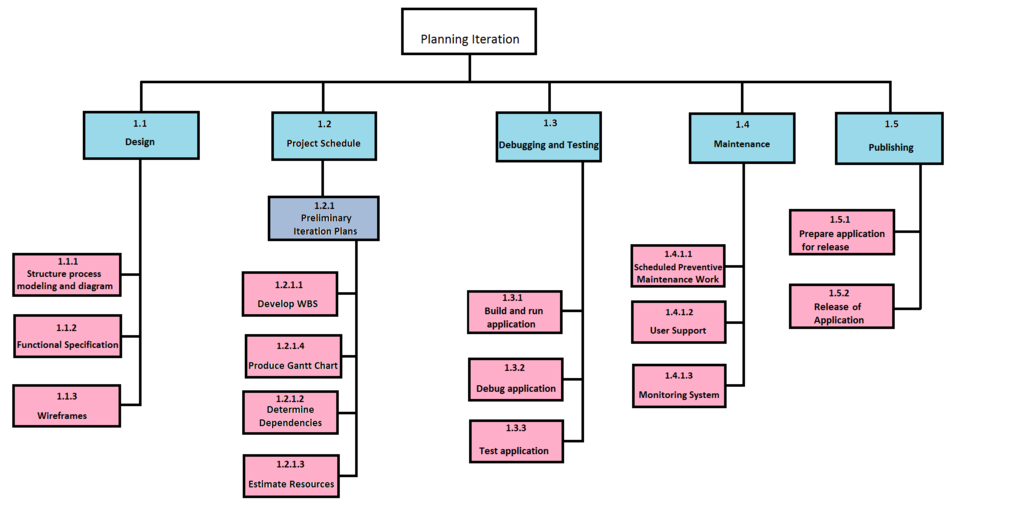 Planning Iteration
1.1
Design
1.2
Project Schedule
1.3
Debugging and Testing
1.4
Maintenance
1.5
Publishing
1.1.1
Structure process
modeling and diagram
1.1.2
Functional Specification
1.1.3
Wireframes
1.2.1
Preliminary
Iteration Plans
1.2.1.1
Develop WBS
1.2.1.4
Produce Gantt Chart
1.2.1.2
Determine
Dependencies
1.2.1.3
Estimate Resources
1.3.1
Build and run
application
1.3.2
Debug application
1.3.3
Test application
1.4.1.1
Scheduled Preventive
Maintenance Work
1.4.1.2
User Support
1.4.1.3
Monitoring System
1.5.1
Prepare application
for release
1.5.2
Release of
Application